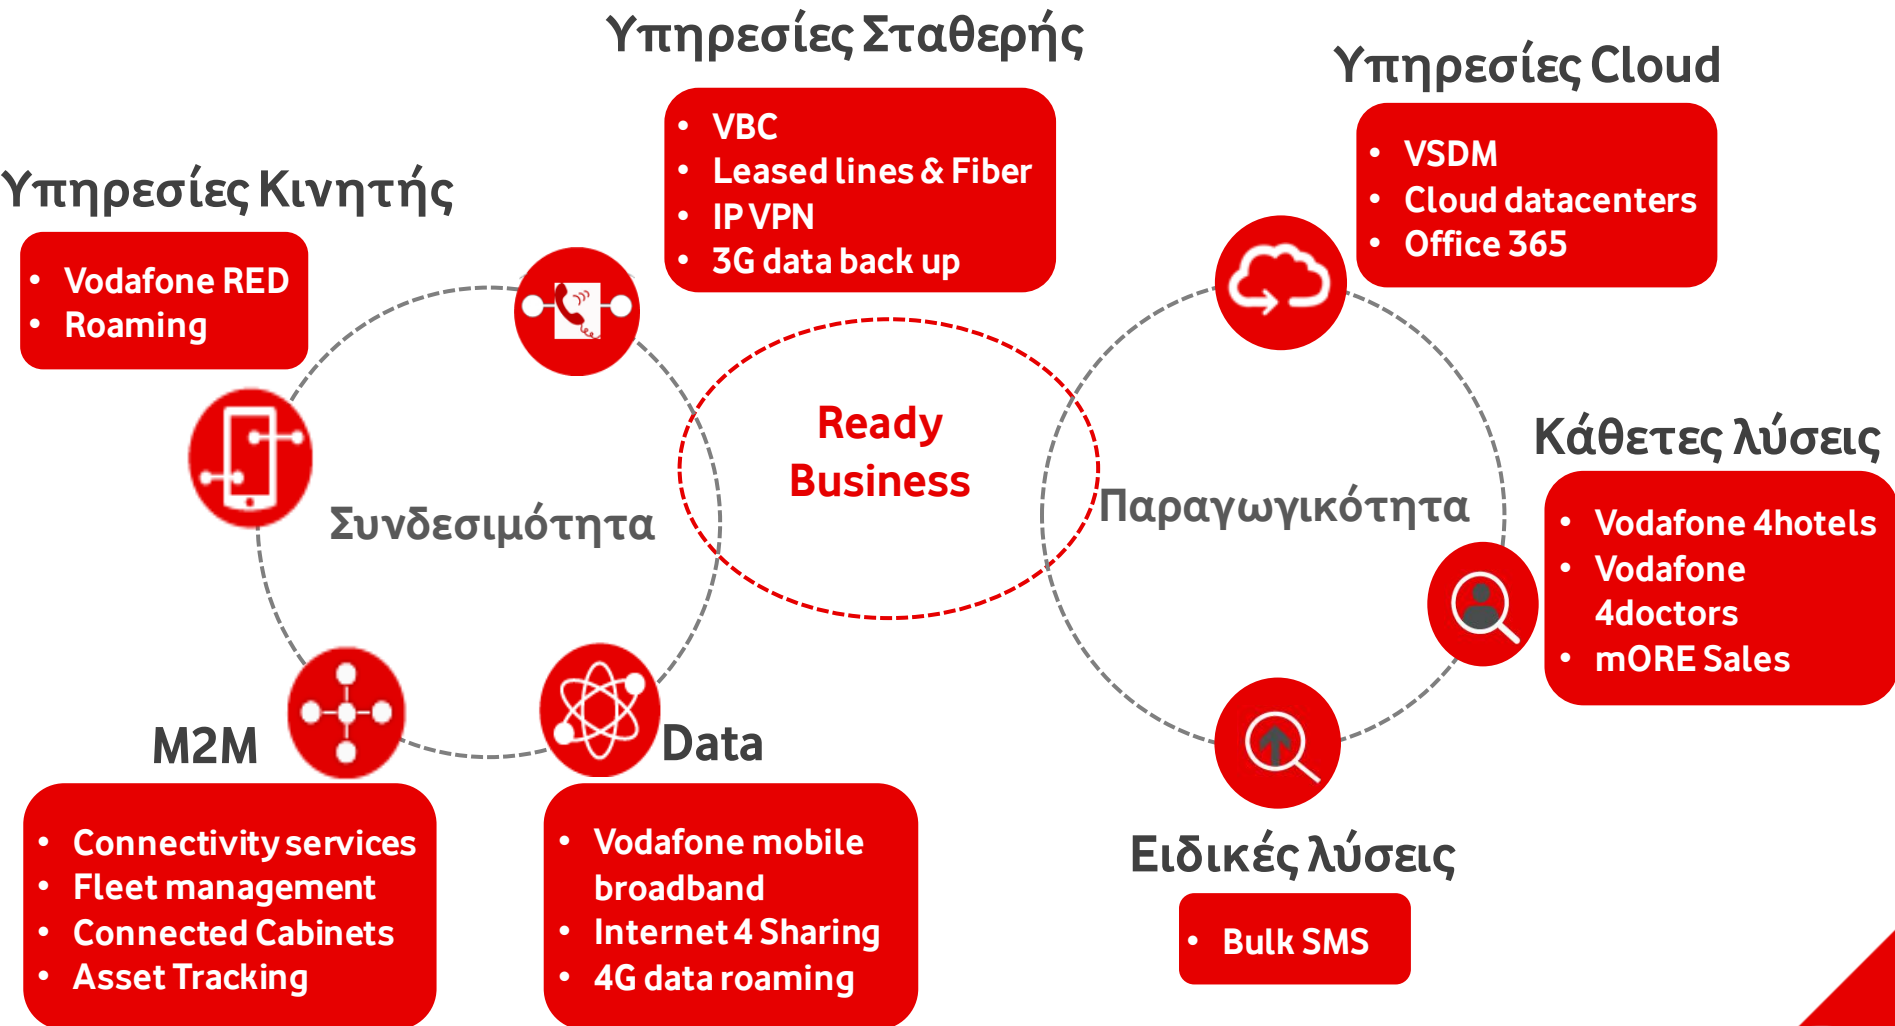 Υπηρεσίες Σταθερής
• VBC
• Leased lines & Fiber
• IP VPN
• 3G data back up
Υπηρεσίες Cloud
• VSDM
• Cloud datacenters
• Office 365
Υπηρεσίες Κινητής
• Vodafone RED
• Roaming
Ready
Business
Συνδεσιμότητα
Παραγωγικότητα
Κάθετες λύσεις
• Vodafone 4hotels
• Vodafone
4doctors
• mORE Sales
M2M
• Connectivity services
• Fleet management
• Connected Cabinets
• Asset Tracking
Data
• Vodafone mobile
broadband
• Internet 4 Sharing
• 4G data roaming
Ειδικές λύσεις
• Bulk SMS